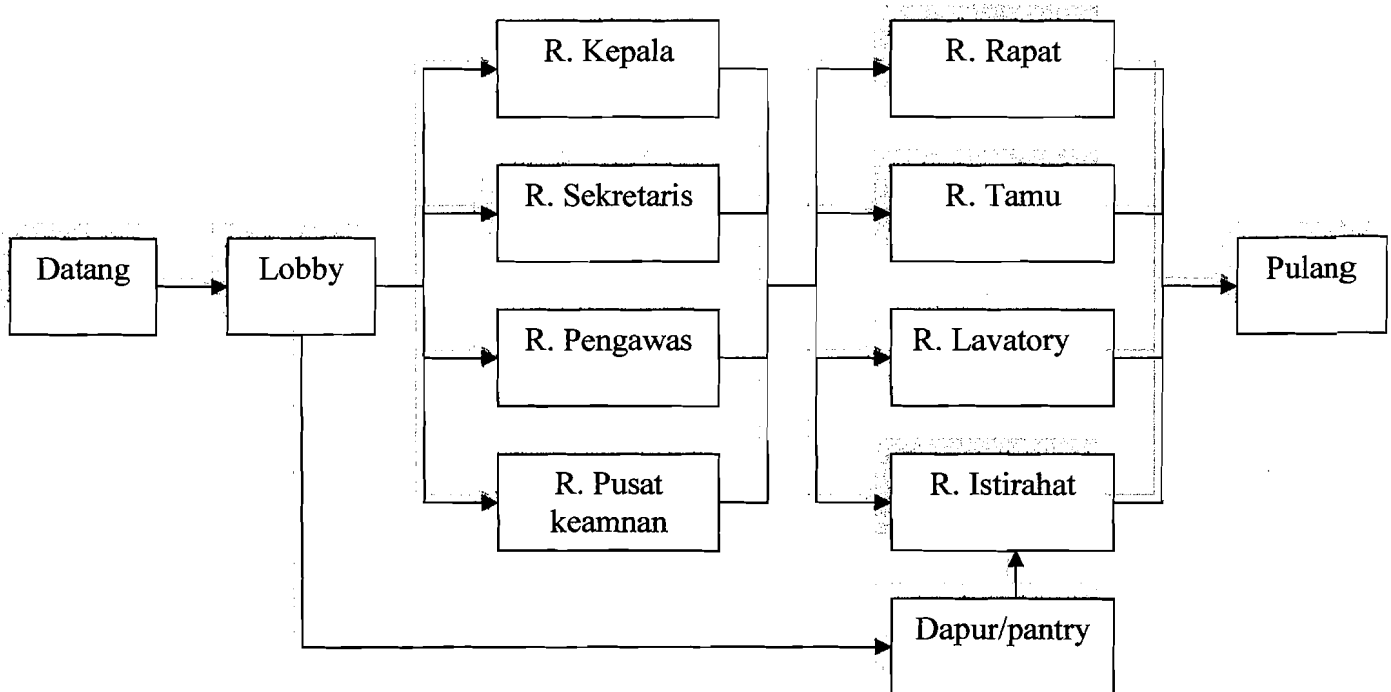 Datang
Lobby
R. Kepala
R. Sekretaris
R. Pengawas
R. Pusat
keamnan
R. Rapat
R. Tamu
R. Lavatory
R. Istirahat
Dapur/pantry
Pulang